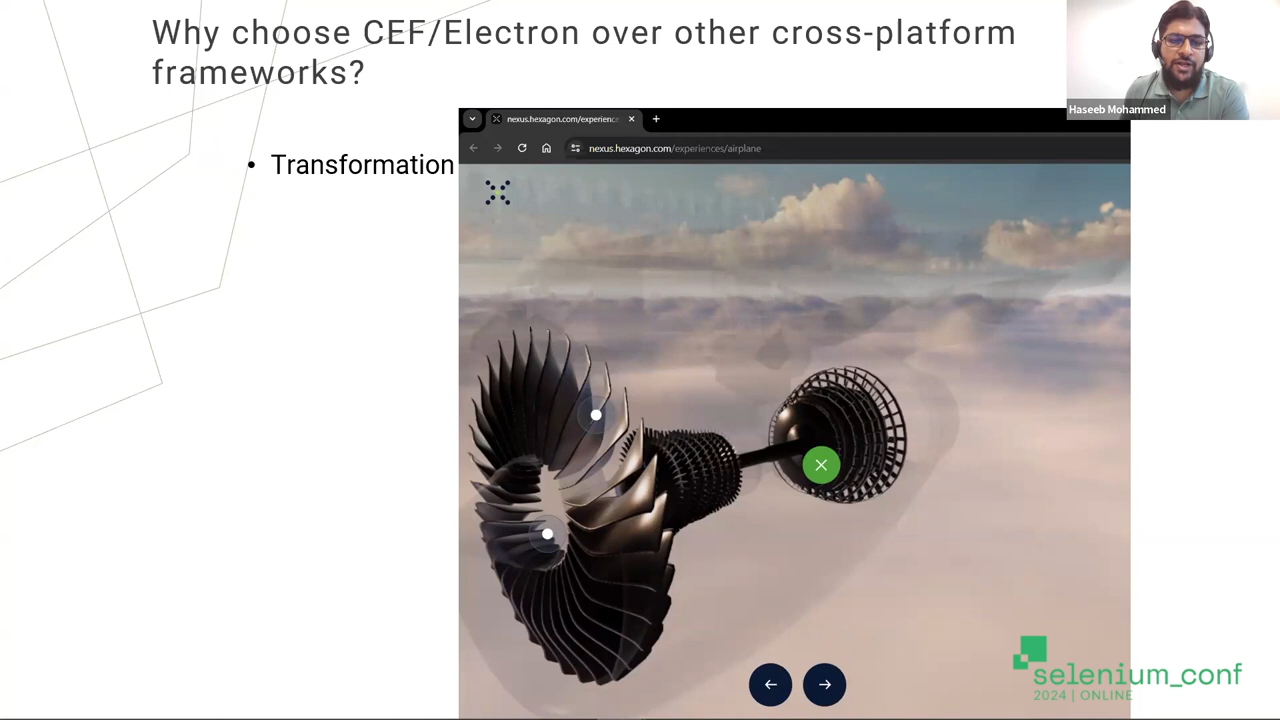 Why choose CEF/Electron over other cross-platform
frameworks?
Haseeb Mohammed
• Transformation
nexus.hexagon.com/experienc
nexus.hexagon.com/experiences/airplane
selenium_conf
2024 | ONLINE